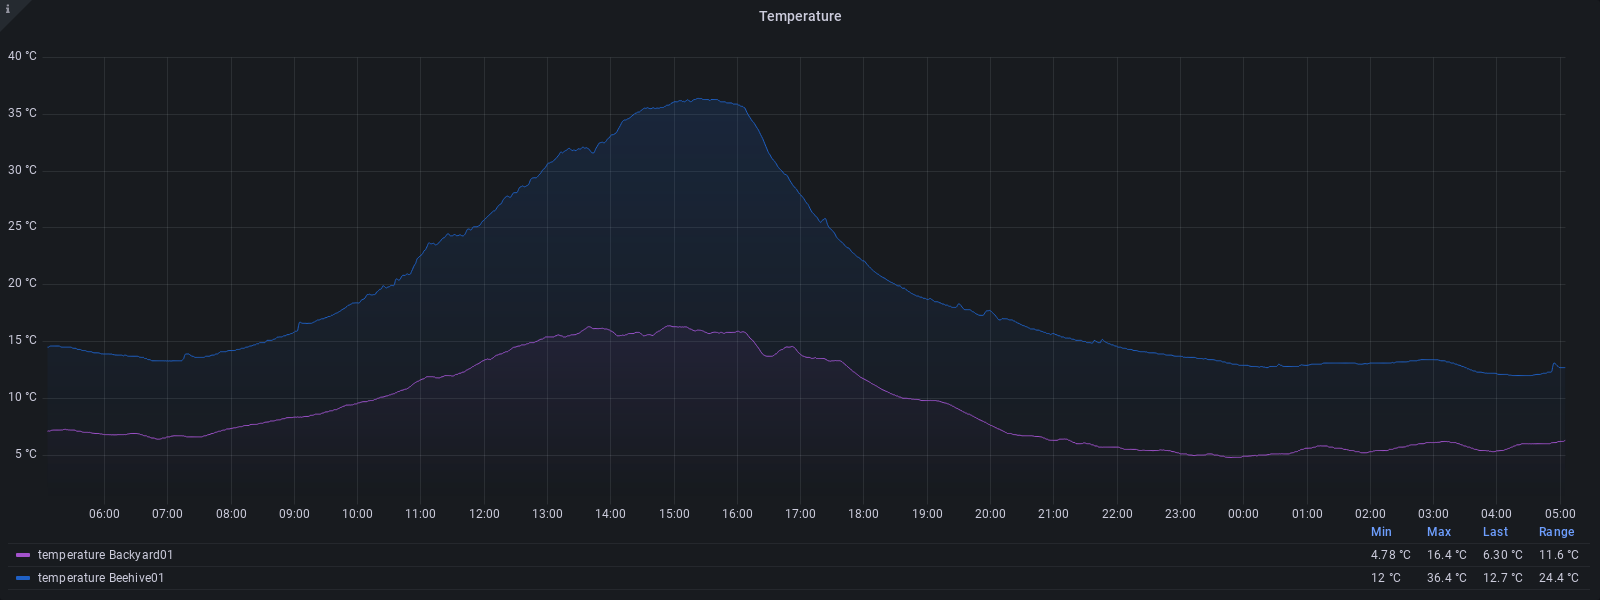 i
Temperature
40 °C
35 °C
30 °C
25 °C
20 °C
15 °C
10 °C
5 °C
06:00 07:00 08:00 09:00 10:00 11:00 12:00 13:00 14:00 15:00 16:00 17:00 18:00 19:00 20:00 21:00 22:00 23:00 00:00 01:00 02:00 03:00 04:00 05:00
Min Max Last Range
temperature Backyard01 4.78 °C 16.4 °C 6.30 °C 11.6 °C
temperature Beehive01 12 °C 36.4 °C 12.7 °C 24.4 °C